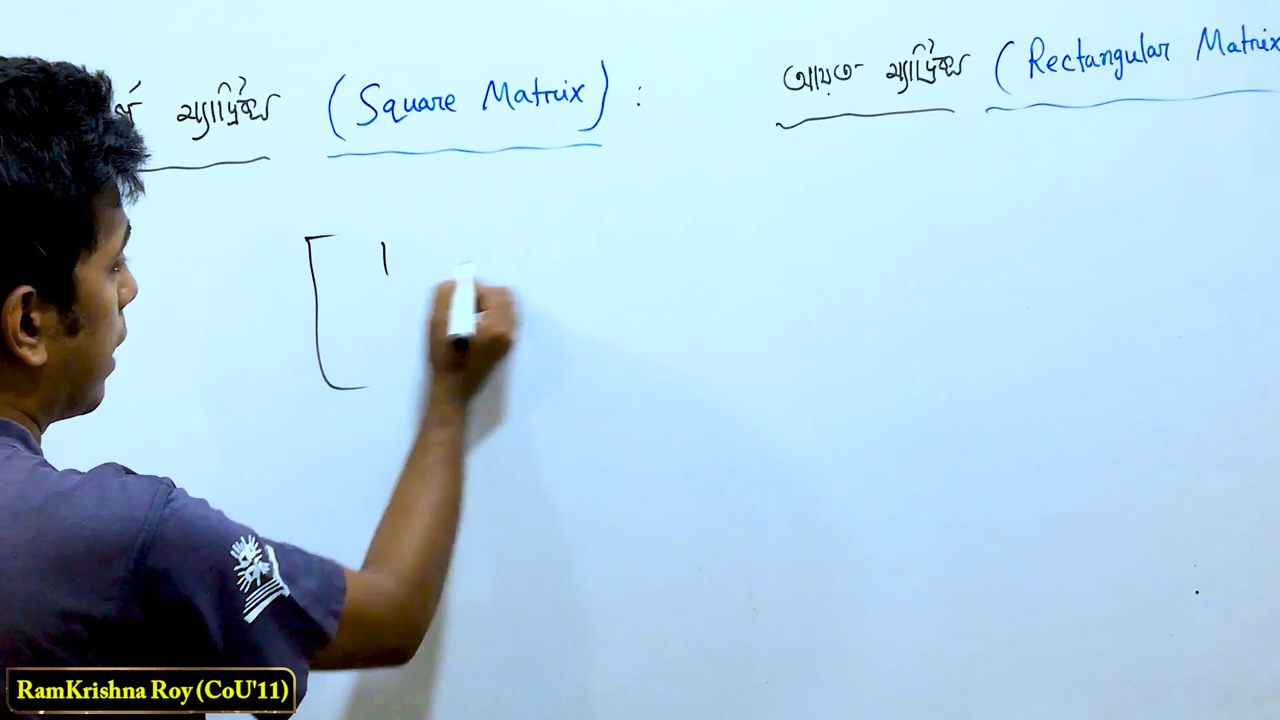 ম্যাট্রিক্স (Square Matrix) :
আয়ত ম্যাট্রিক্স (Rectangular Matrix
[ 1
RamKrishna Roy (CoU'11)